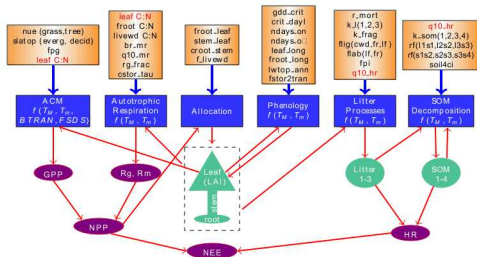 nue (grass,tree)
slatop (everg, decid)
fpg
leaf C:N
leaf C:N
froot C:N
livewd C:N
br_mr
q10_mr
rg_frac
cstor_tau
froot_leaf
stem_leaf
croot_stem
f_livewd
gdd_crit
crit_dayl
ndays_on
leaf_long
froot_long
lwtop_ann
fstor2tran
r_mort
k_l(1,2,3)
k_frag
flig(cwd,fr,lf)
flab(lf,fr)
fpi
q10_hr
q10_hr
k_som(1,2,3,4)
rf(l1s1,l2s2,l3s3)
rf(s1s2,s2s3,s3s4)
soil4ci
ACM
f (T_M, T_m,
BTRAN, FSDS)
Autotrophic
Respiration
f(T_M, T_m)
Allocation
Phenology
f (T_M, T_m)
Litter
Processes
f(T_M, T_m)
SOM
Decomposition
f(T_M, T_m)
GPP
Rg, Rm
Leaf
(LAI)
stem
root
Litter
1-3
SOM
1-4
NPP
HR
NEE